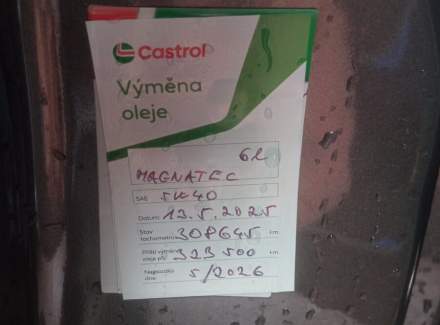 Castrol
Výměna
oleje
6l
MAGNATEC
SAE 5W40
Datum 13.5.2025
Stav
tachometru 308645 km
Příští výměna
oleje při 323 500 km
Nejpozději
dne 5/2026